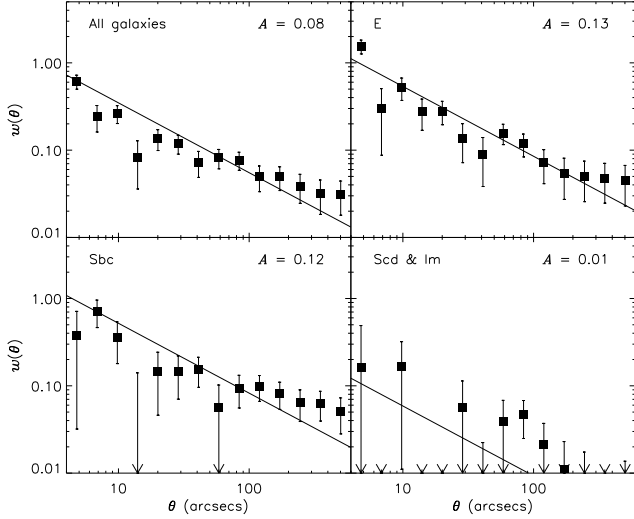 All galaxies A = 0.08
E A = 0.13
1.00
0.10
0.01
w(θ)
Sbc A = 0.12
Scd & Im A = 0.01
1.00
0.10
0.01
w(θ)
10 100
10 100
θ (arcsecs)
θ (arcsecs)